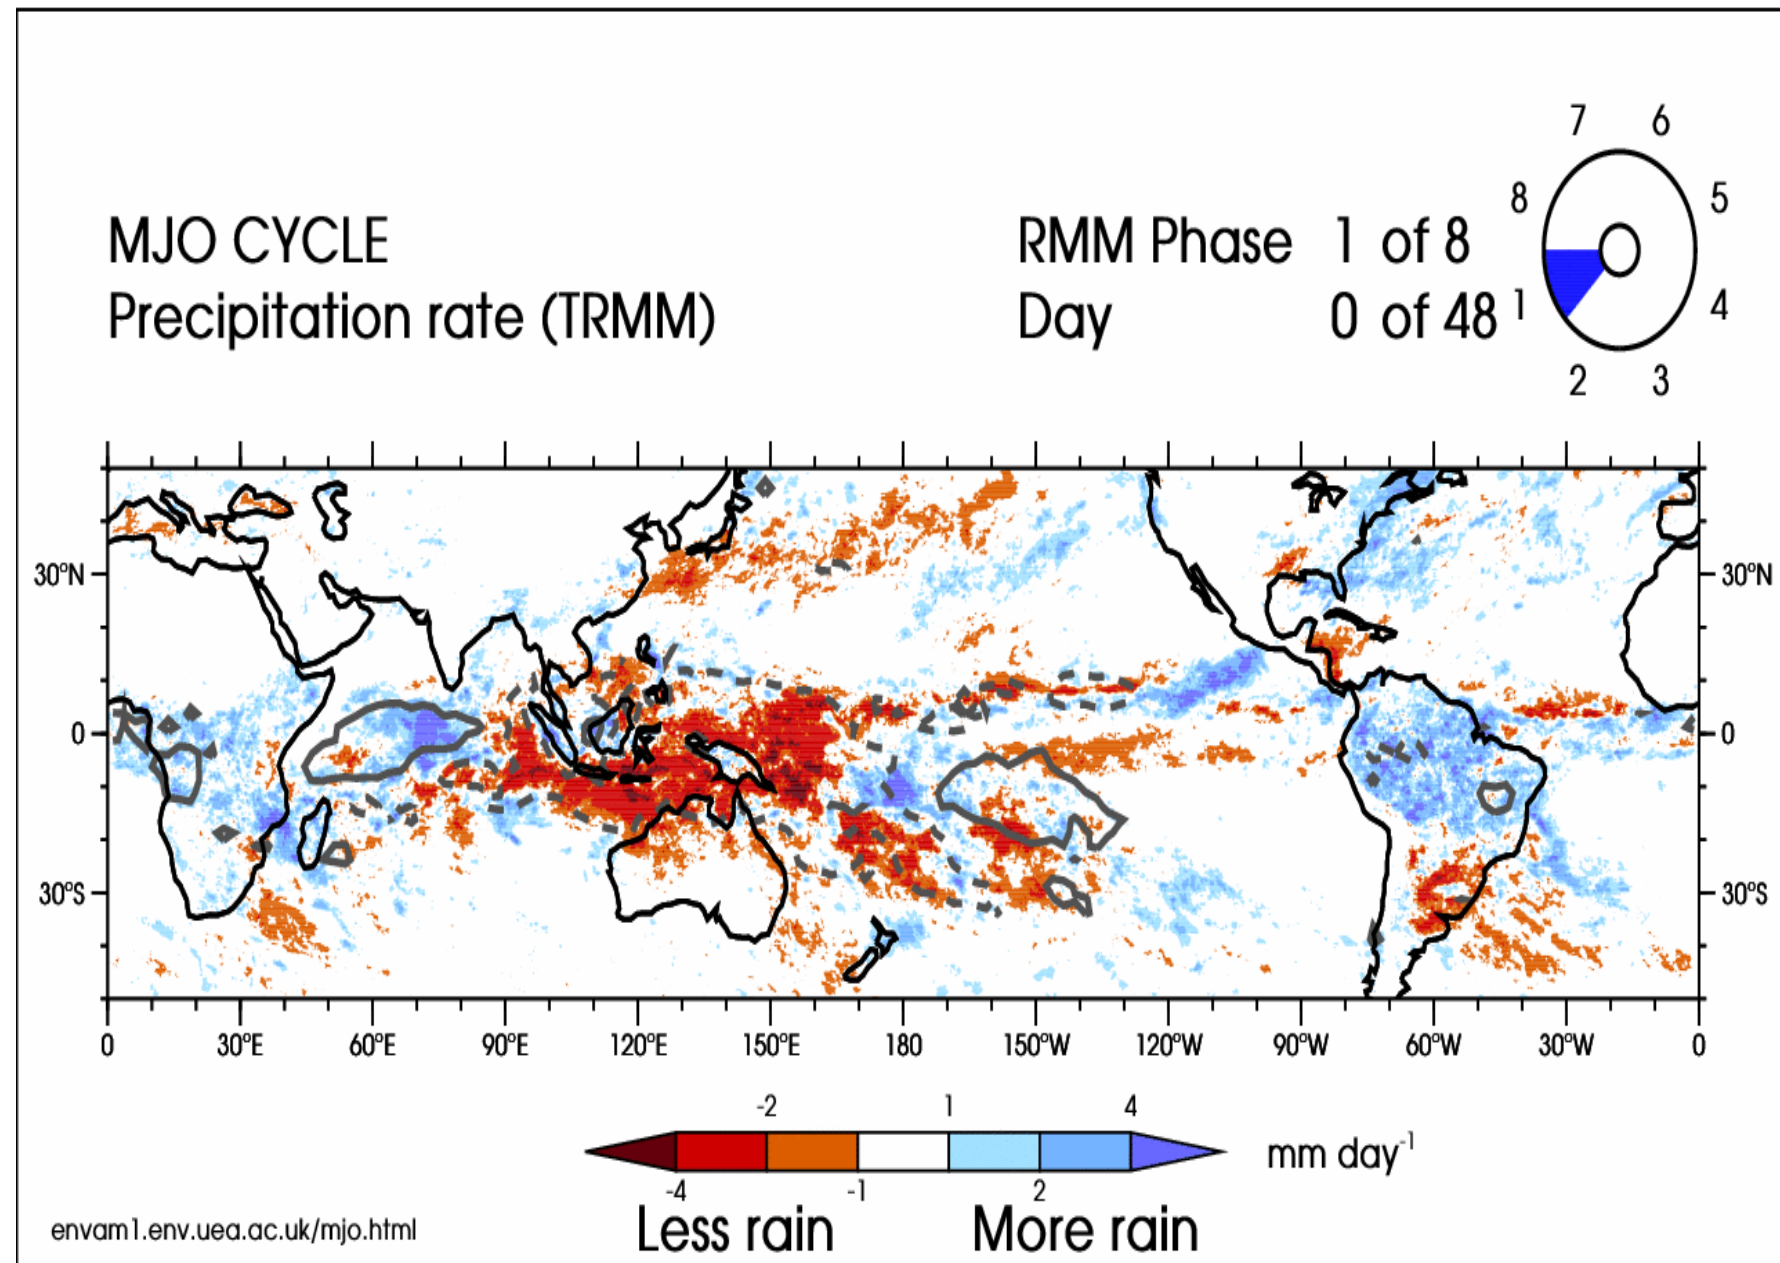 7 6
8 5
MJO CYCLE RMM Phase 1 of 8
Precipitation rate (TRMM) Day 0 of 48
1 4
2 3
30°N 30°N
0 0
30°S 30°S
0 30°E 60°E 90°E 120°E 150°E 180 150°W 120°W 90°W 60°W 30°W 0
-2 1 4
mm day⁻¹
-4 -1 2
Less rain More rain
envam1.env.uea.ac.uk/mjo.html